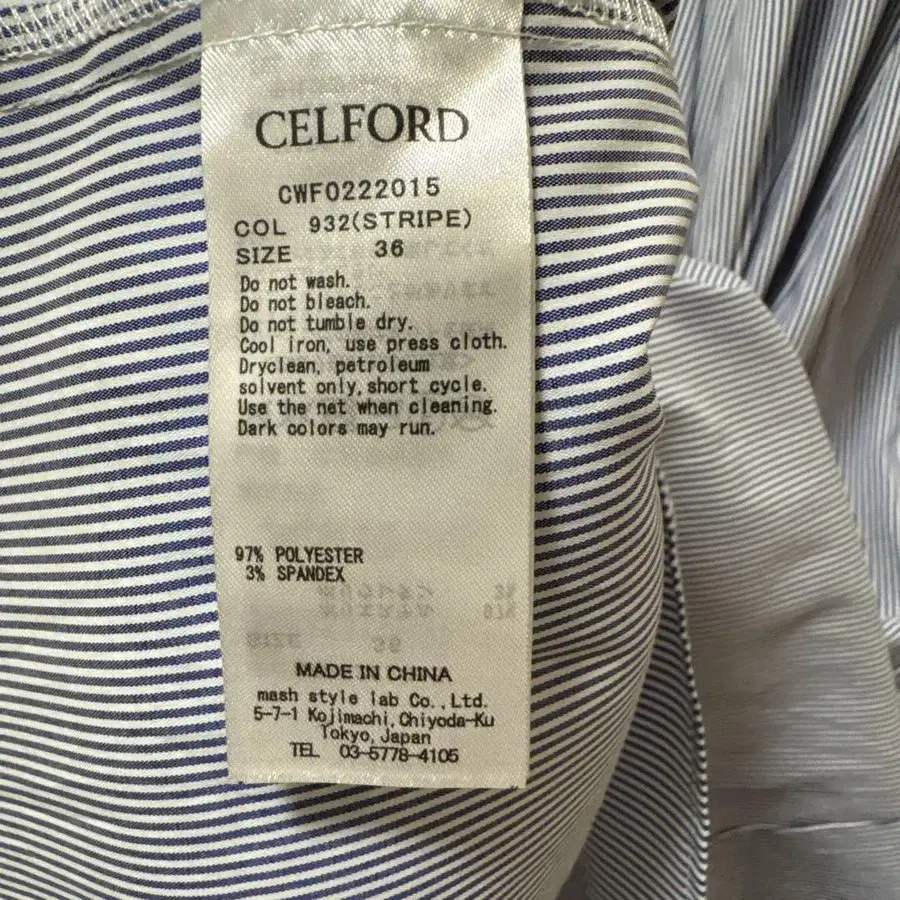 CELFORD
CWFO222015
COL 932(STRIPE)
SIZE 36
Do not wash.
Do not bleach.
Do not tumble dry.
Cool iron, use press cloth.
Dryclean, petroleum
solvent only, short cycle.
Use the net when cleaning.
Dark colors may run.
97% POLYESTER
3% SPANDEX
MADE IN CHINA
mash style lab Co.,Ltd.
5-7-1 Kojimachi, Chiyoda-Ku
Tokyo, Japan
TEL 03-5778-4105